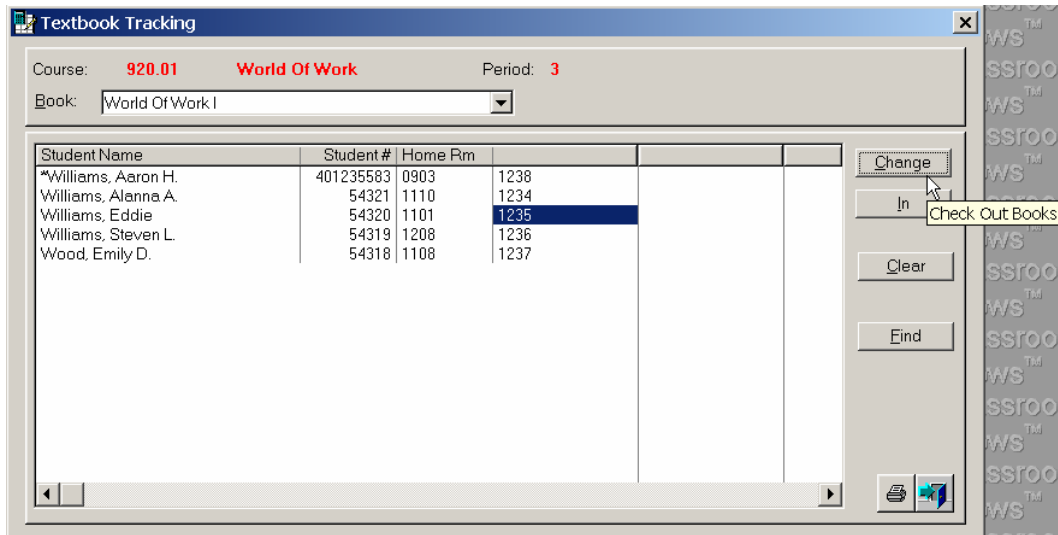 Textbook Tracking
Course: 920.01 World Of Work Period: 3
Book: World Of Work I
Student Name Student # Home Rm
*Williams, Aaron H. 401235583 0903 1238
Williams, Alanna A. 54321 1110 1234
Williams, Eddie 54320 1101 1235
Williams, Steven L. 54319 1208 1236
Wood, Emily D. 54318 1108 1237
Change
In
Check Out Books
Clear
Find